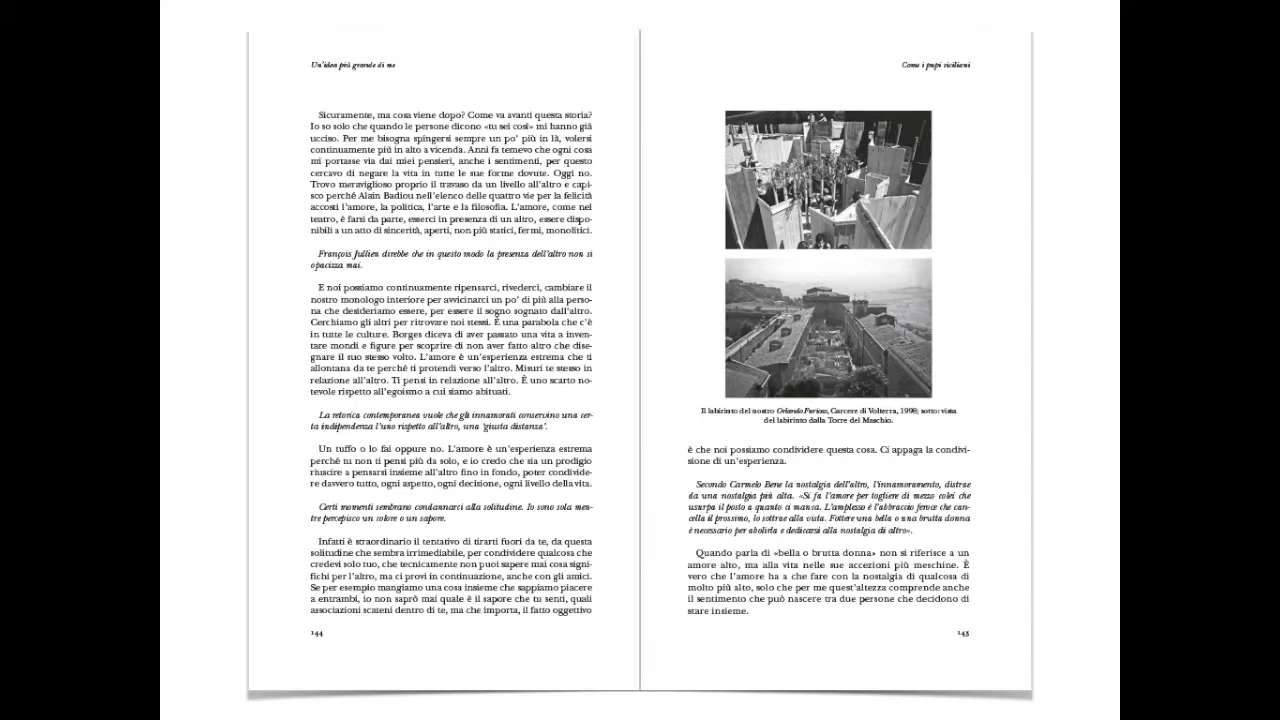 Un'idea più grande di me
Sicuramente, ma cosa viene dopo? Come va avanti questa storia?
Io so solo che quando le persone dicono «tu sei così» mi hanno già
ucciso. Per me bisogna spingersi sempre un po' più in là, volersi
continuamente più in alto a vicenda. Anni fa temevo che ogni cosa
mi portasse via dai miei pensieri, anche i sentimenti, per questo
cercavo di negare la vita in tutte le sue forme dovute. Oggi no.
Trovo meraviglioso proprio il travaso da un livello all'altro e capi-
sco perché Alain Badiou nell'elenco delle quattro vie per la felicità
accosti l'amore, la politica, l'arte e la filosofia. L'amore, come nel
teatro, è farsi da parte, esserci in presenza di un altro, essere dispo-
nibili a un atto di sincerità, aperti, non più statici, fermi, monolitici.
François Jullien direbbe che in questo modo la presenza dell'altro non si
opacizza mai.
E noi possiamo continuamente ripensarci, rivederci, cambiare il
nostro monologo interiore per avvicinarci un po' di più alla perso-
na che desideriamo essere, per essere il sogno sognato dall'altro.
Cerchiamo gli altri per ritrovare noi stessi. È una parabola che c'è
in tutte le culture. Borges diceva di aver passato una vita a inven-
tare mondi e figure per scoprire di non aver fatto altro che dise-
gnare il suo stesso volto. L'amore è un'esperienza estrema che ti
allontana da te perché ti protendi verso l'altro. Misuri te stesso in
relazione all'altro. Ti pensi in relazione all'altro. È uno scarto no-
tevole rispetto all'egoismo a cui siamo abituati.
La retorica contemporanea vuole che gli innamorati conservino una cer-
ta indipendenza l'uno rispetto all'altro, una 'giusta distanza'.
Un tuffo o lo fai oppure no. L'amore è un'esperienza estrema
perché tu non ti pensi più da solo, e io credo che sia un prodigio
riuscire a pensarsi insieme all'altro fino in fondo, poter condivide-
re davvero tutto, ogni aspetto, ogni decisione, ogni livello della vita.
Certi momenti sembrano condannarci alla solitudine. Io sono sola men-
tre percepisco un colore o un sapore.
Infatti è straordinario il tentativo di tirarti fuori da te, da questa
solitudine che sembra irrimediabile, per condividere qualcosa che
credevi solo tuo, che tecnicamente non puoi sapere mai cosa signi-
fichi per l'altro, ma ci provi in continuazione, anche con gli amici.
Se per esempio mangiamo una cosa insieme che sappiamo piacere
a entrambi, io non saprò mai quale è il sapore che tu senti, quali
associazioni scateni dentro di te, ma che importa, il fatto oggettivo
144
Come i pupi siciliani
Il labirinto del nostro Orlando Furioso, Carcere di Volterra, 1998; sotto: vista
del labirinto dalla Torre del Maschio.
è che noi possiamo condividere questa cosa. Ci appaga la condivi-
sione di un'esperienza.
Secondo Carmelo Bene la nostalgia dell'altro, l'innamoramento, distrae
da una nostalgia più alta. «Si fa l'amore per togliere di mezzo colei che
usurpa il posto a quanto ci manca. L'amplesso è l'abbraccio feroce che can-
cella il prossimo, lo sottrae alla vista. Fottere una bella o una brutta donna
è necessario per abolirla e dedicarsi alla nostalgia di altro».
Quando parla di «bella o brutta donna» non si riferisce a un
amore alto, ma alla vita nelle sue accezioni più meschine. È
vero che l'amore ha a che fare con la nostalgia di qualcosa di
molto più alto, solo che per me quest'altezza comprende anche
il sentimento che può nascere tra due persone che decidono di
stare insieme.
145